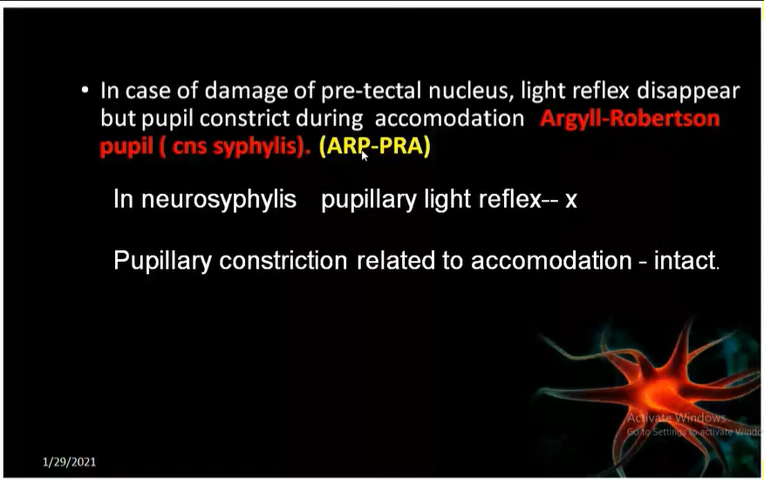 • In case of damage of pre-tectal nucleus, light reflex disappear
but pupil constrict during accomodation Argyll-Robertson
pupil ( cns syphylis). (ARP-PRA)
In neurosyphylis pupillary light reflex-- x
Pupillary constriction related to accomodation - intact.
Activate Windows
Go to Settings to activate Wind
1/29/2021